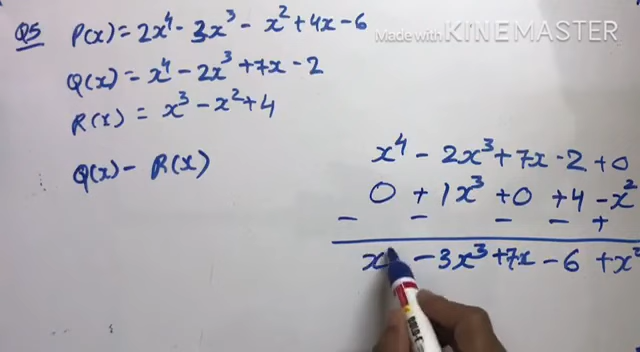 Q5 P(x) = 2x⁴ - 3x³ - x² + 4x - 6
Made with KINEMASTER
Q(x) = x⁴ - 2x³ + 7x - 2
R(x) = x³ - x² + 4
Q(x) - R(x)
x⁴ - 2x³ + 7x - 2 + 0
0 + 1x³ + 0 + 4 - x²
- - - - +
x - 3x³ + 7x - 6 + x²